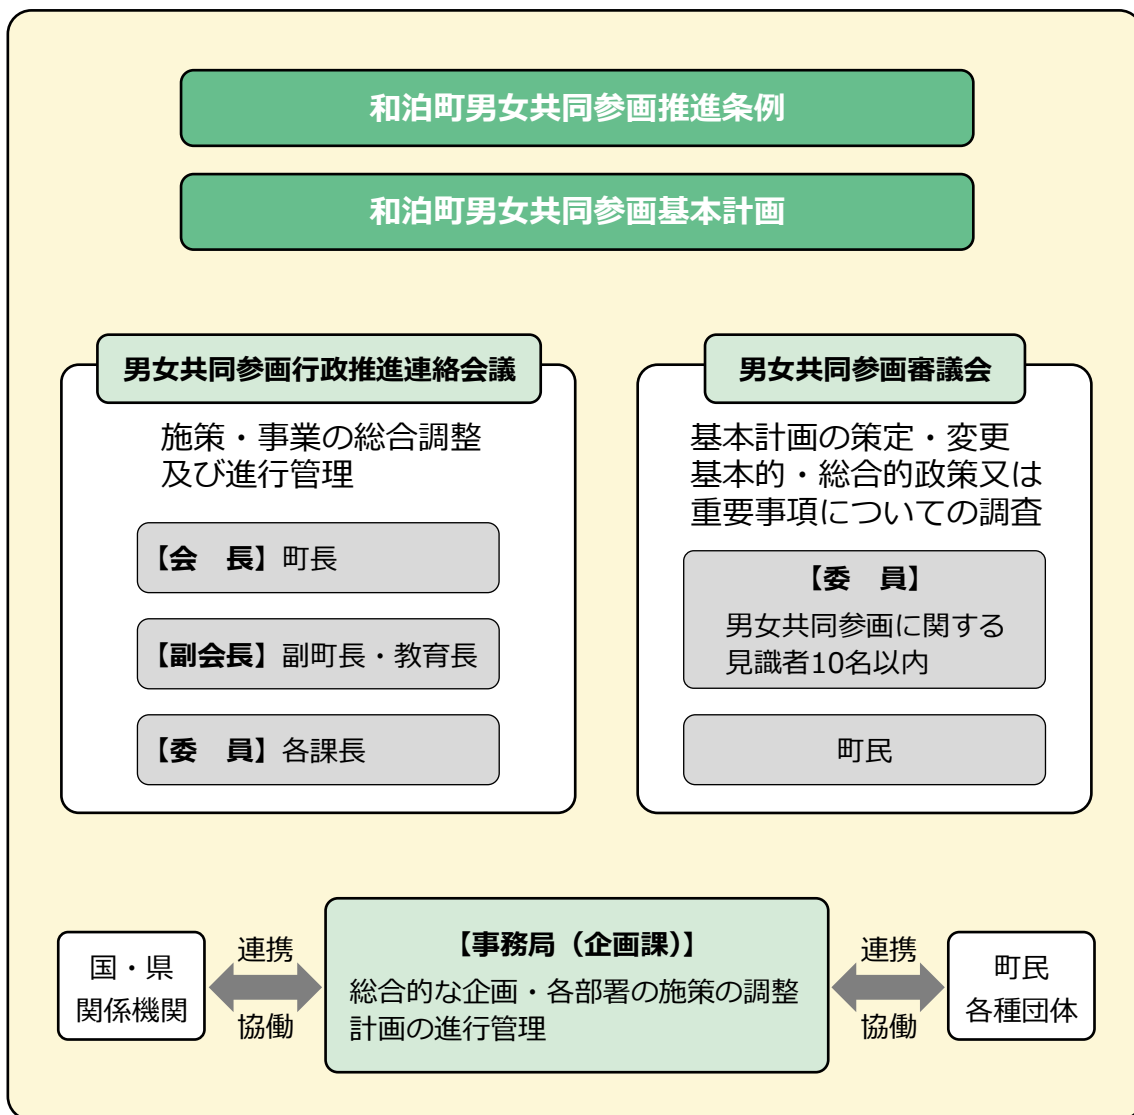 和泊町男女共同参画推進条例
和泊町男女共同参画基本計画
男女共同参画行政推進連絡会議
施策・事業の総合調整
及び進行管理
【会　長】町長
【副会長】副町長・教育長
【委　員】各課長
男女共同参画審議会
基本計画の策定・変更
基本的・総合的政策又は
重要事項についての調査
【委　員】
男女共同参画に関する
見識者10名以内
町民
国・県
関係機関
連携
協働
【事務局（企画課）】
総合的な企画・各部署の施策の調整
計画の進行管理
連携
協働
町民
各種団体